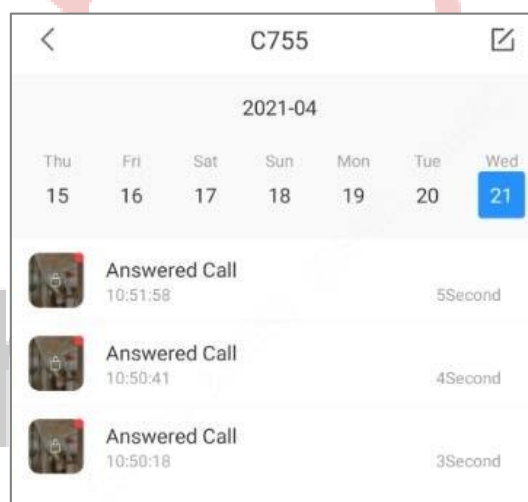 C755
2021-04
Thu Fri Sat Sun Mon Tue Wed
15 16 17 18 19 20 21
Answered Call
10:51:58 5Second
Answered Call
10:50:41 4Second
Answered Call
10:50:18 3Second